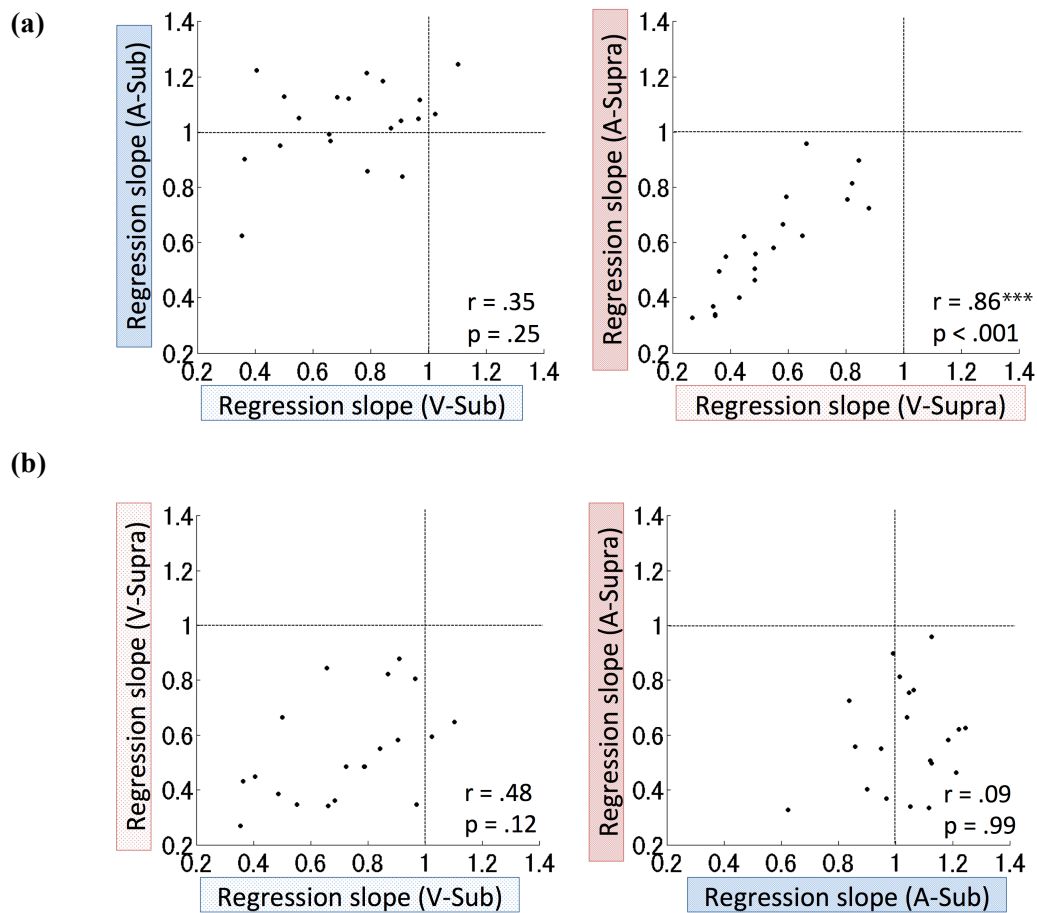 (a)
Regression slope (A-Sub)
1.4
1.2
1
0.8
0.6
0.4
0.2
r = .35
p = .25
0.2 0.4 0.6 0.8 1 1.2 1.4
Regression slope (V-Sub)
Regression slope (A-Supra)
1.4
1.2
1
0.8
0.6
0.4
0.2
r = .86***
p < .001
0.2 0.4 0.6 0.8 1 1.2 1.4
Regression slope (V-Supra)
(b)
Regression slope (V-Supra)
1.4
1.2
1
0.8
0.6
0.4
0.2
r = .48
p = .12
0.2 0.4 0.6 0.8 1 1.2 1.4
Regression slope (V-Sub)
Regression slope (A-Supra)
1.4
1.2
1
0.8
0.6
0.4
0.2
r = .09
p = .99
0.2 0.4 0.6 0.8 1 1.2 1.4
Regression slope (A-Sub)